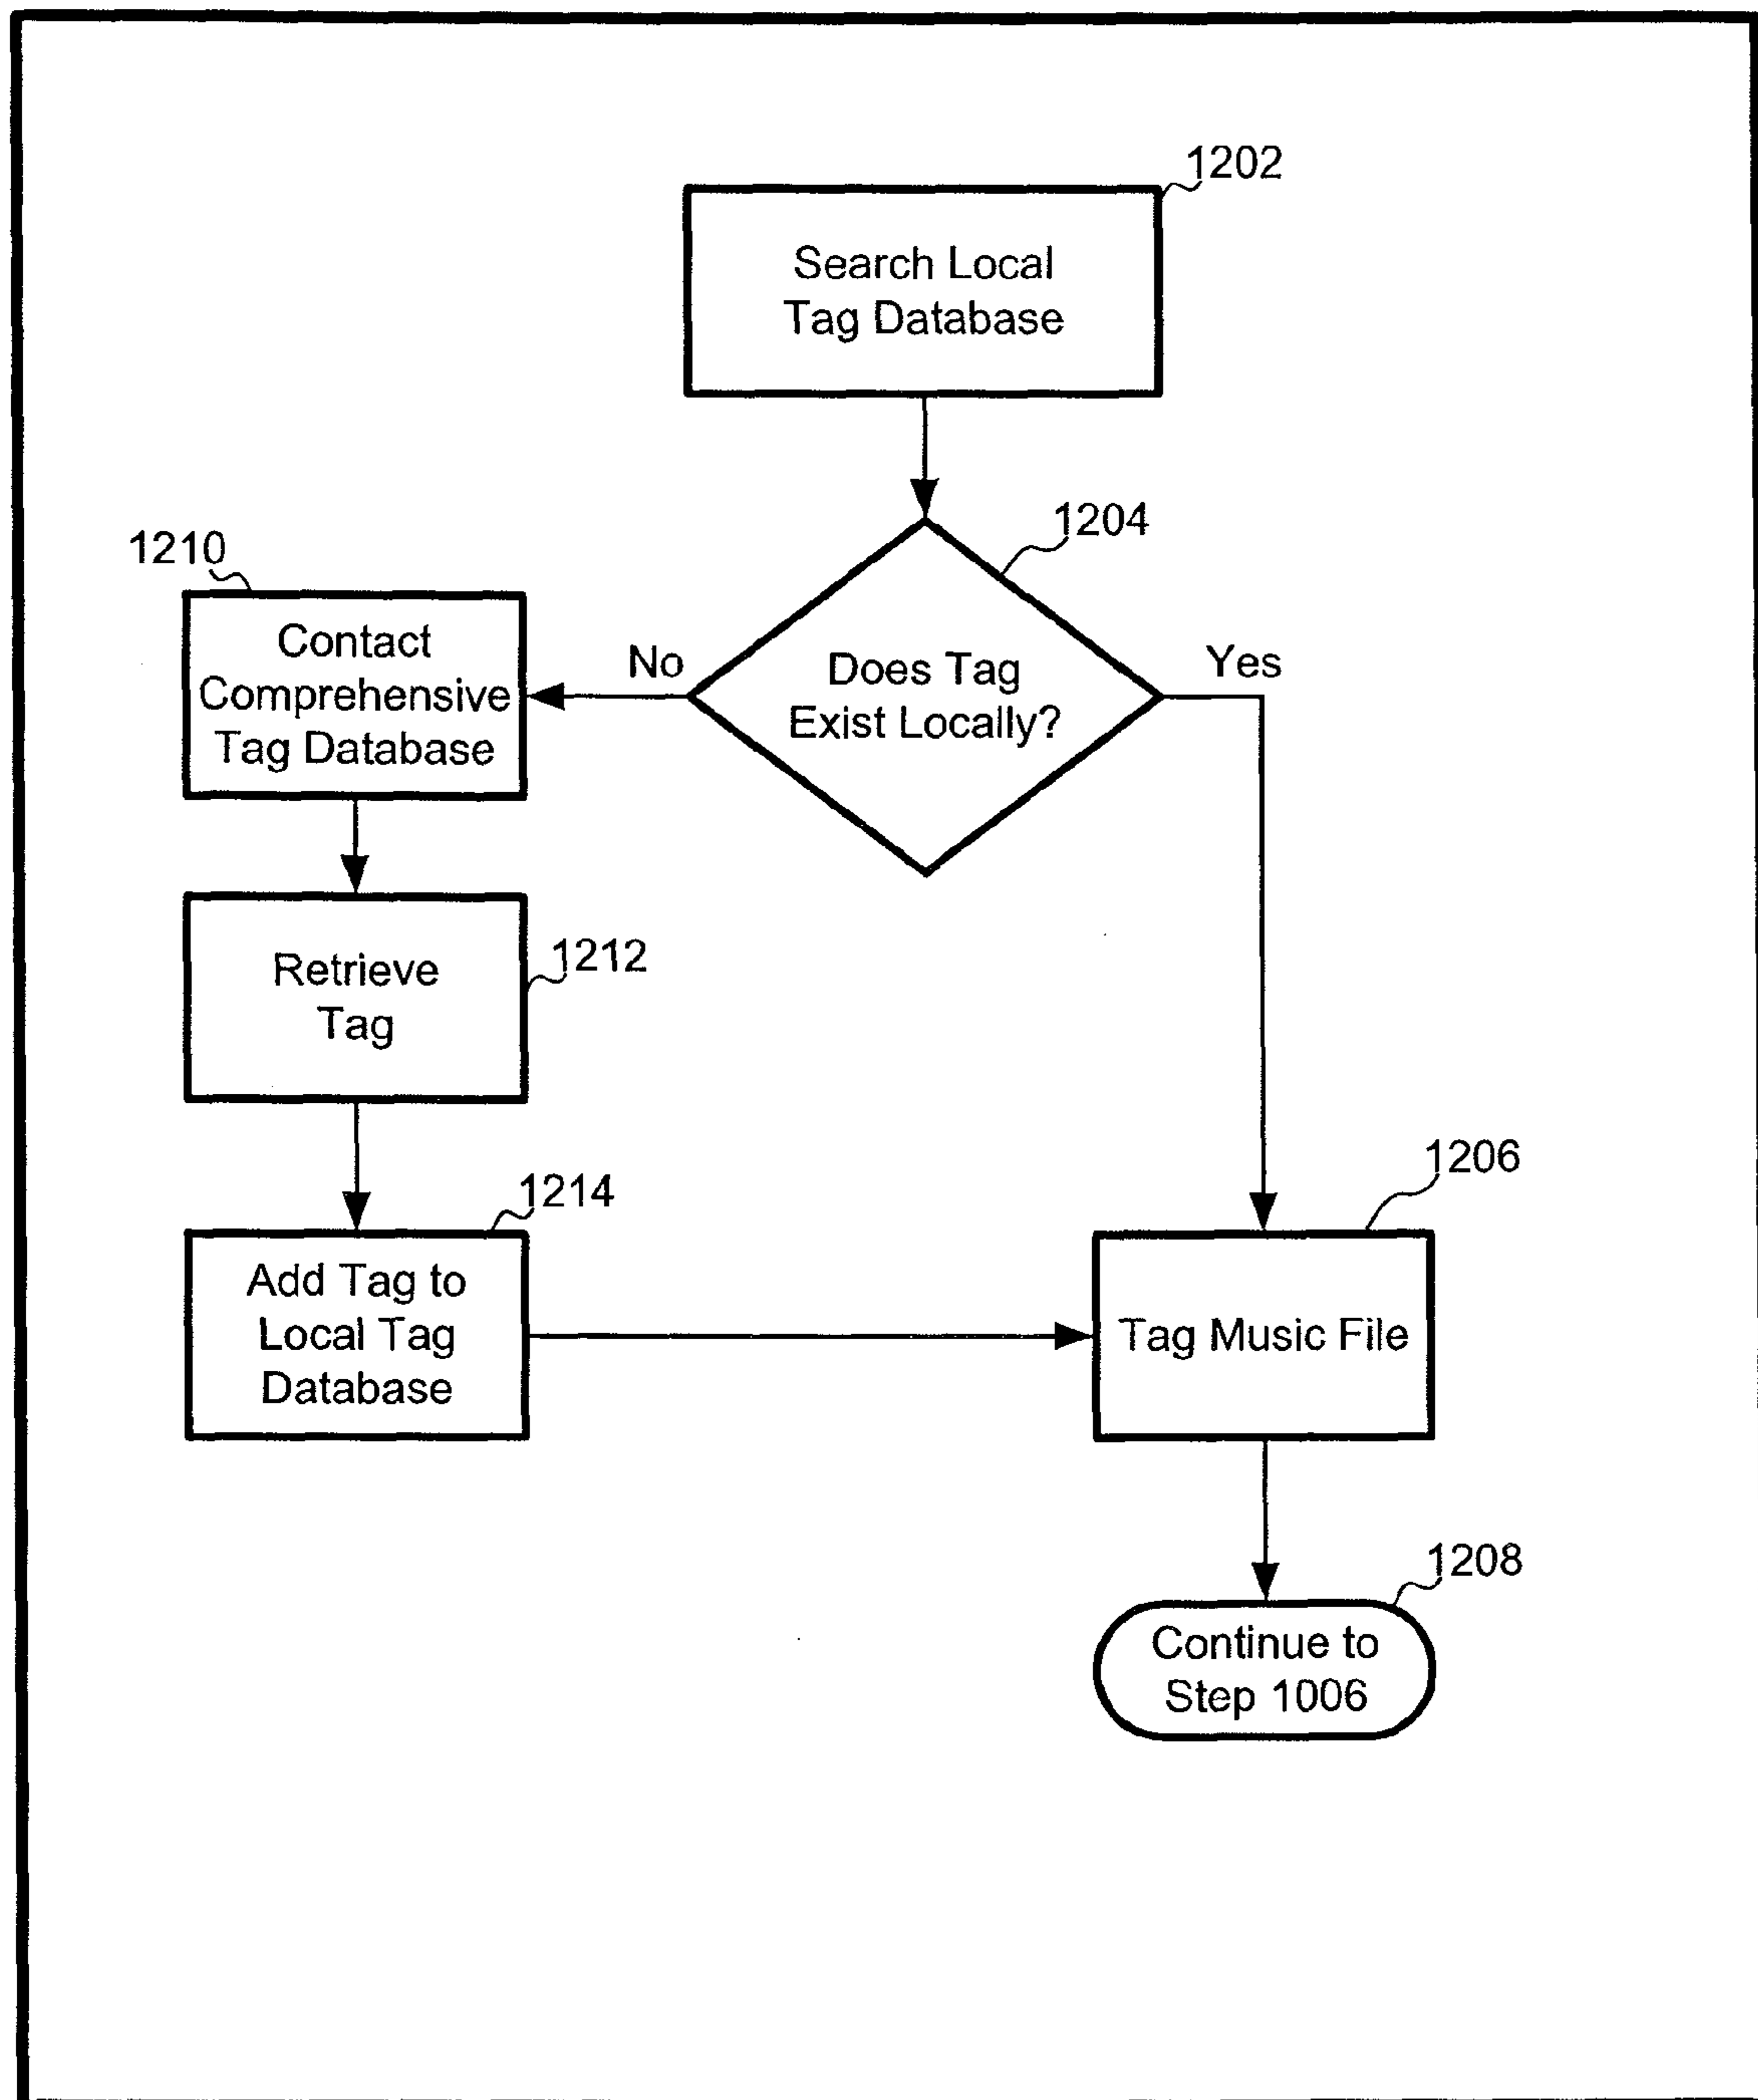 1202
Search Local
Tag Database
1204
Does Tag
Exist Locally?
No
Yes
1210
Contact
Comprehensive
Tag Database
1212
Retrieve
Tag
1214
Add Tag to
Local Tag
Database
1206
Tag Music File
1208
Continue to
Step 1006